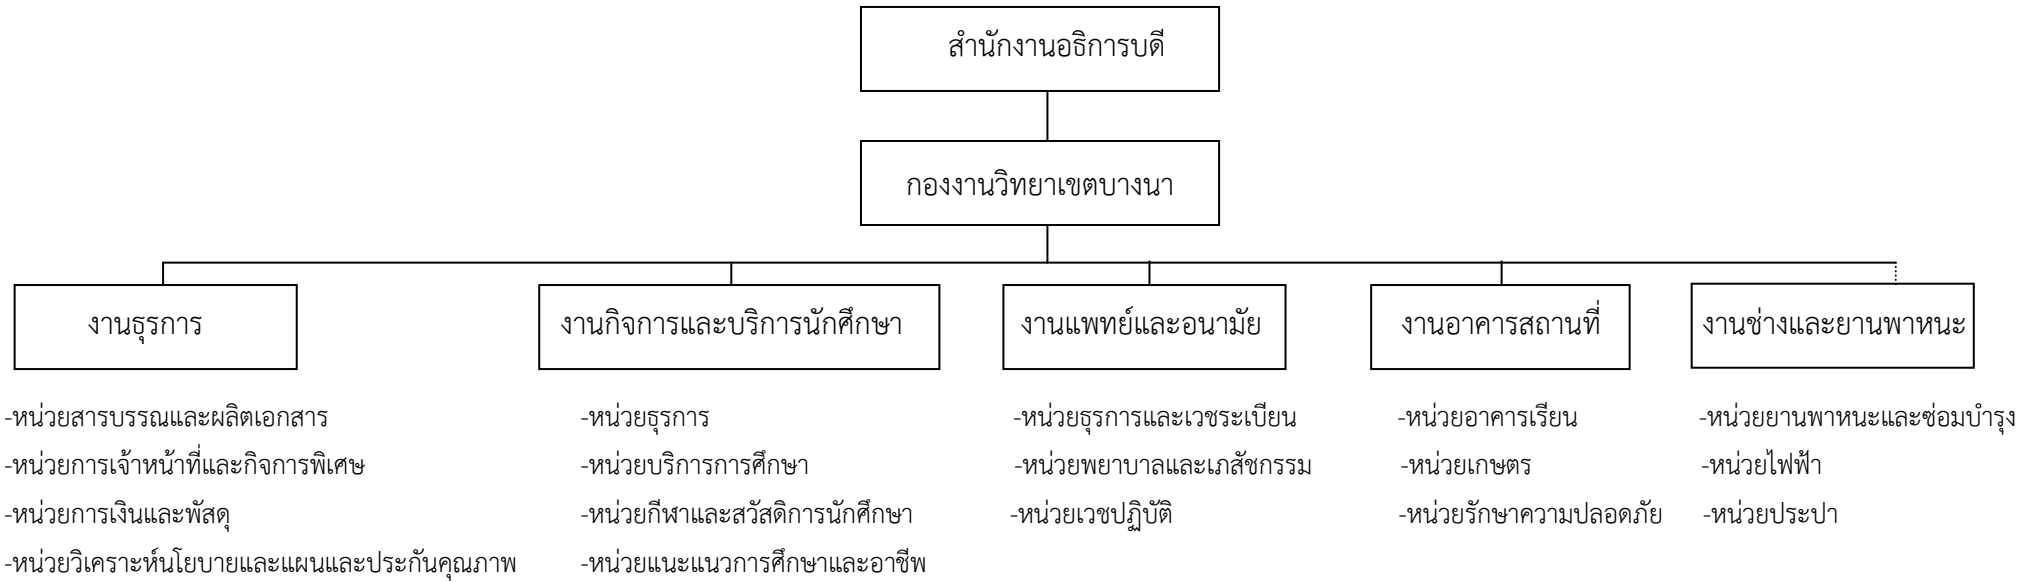 สำนักงานอธิการบดี
กองงานวิทยาเขตบางนา
งานธุรการ
งานกิจการและบริการนักศึกษา
งานแพทย์และอนามัย
งานอาคารสถานที่
งานช่างและยานพาหนะ
-หน่วยสารบรรณและผลิตเอกสาร
-หน่วยการเจ้าหน้าที่และกิจการพิเศษ
-หน่วยการเงินและพัสดุ
-หน่วยวิเคราะห์นโยบายและแผนและประกันคุณภาพ
-หน่วยธุรการ
-หน่วยบริการการศึกษา
-หน่วยกีฬาและสวัสดิการนักศึกษา
-หน่วยแนะแนวการศึกษาและอาชีพ
-หน่วยธุรการและเวชระเบียน
-หน่วยพยาบาลและเภสัชกรรม
-หน่วยเวชปฏิบัติ
-หน่วยอาคารเรียน
-หน่วยเกษตร
-หน่วยรักษาความปลอดภัย
-หน่วยยานพาหนะและซ่อมบำรุง
-หน่วยไฟฟ้า
-หน่วยประปา